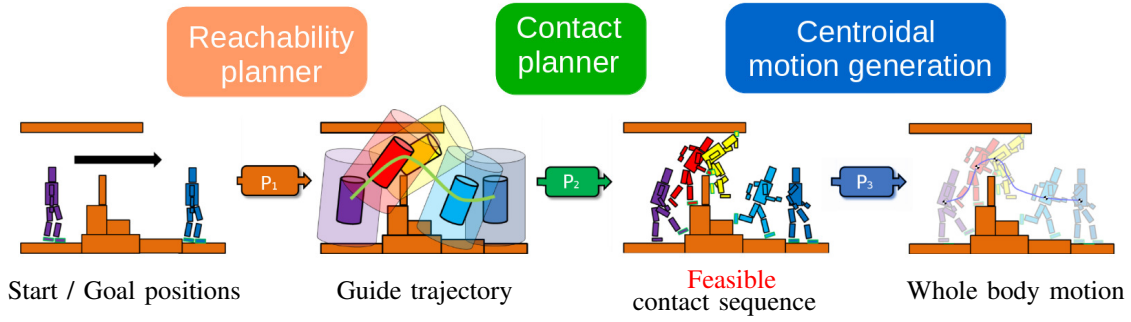 Reachability
planner
Contact
planner
Centroidal
motion generation
P₁
P₂
P₃
Start / Goal positions
Guide trajectory
Feasible
contact sequence
Whole body motion